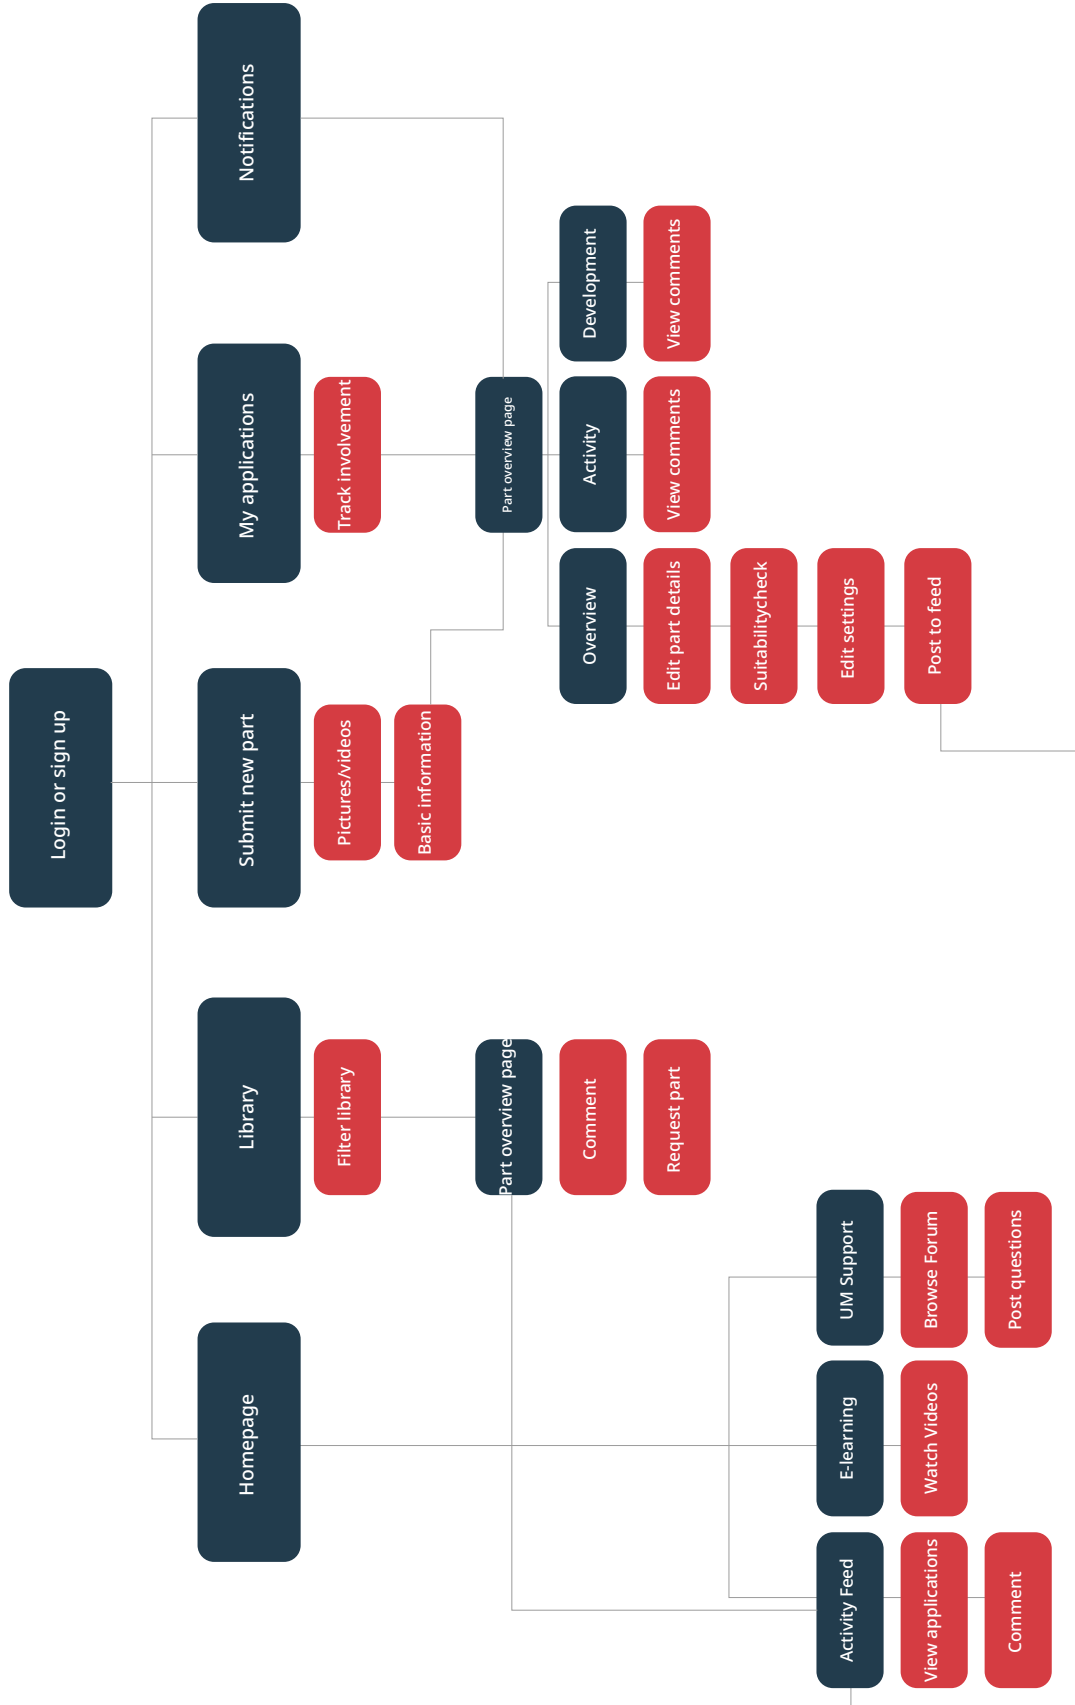 Login or sign up
Homepage
Library
Submit new part
My applications
Notifications
Filter library
Pictures/videos
Track involvement
Basic information
Part overview page
Part overview page
Comment
Overview
Activity
Development
Request part
Edit part details
View comments
View comments
Suitabilitycheck
Activity Feed
E-learning
UM Support
Edit settings
View applications
Watch Videos
Browse Forum
Post to feed
Comment
Post questions